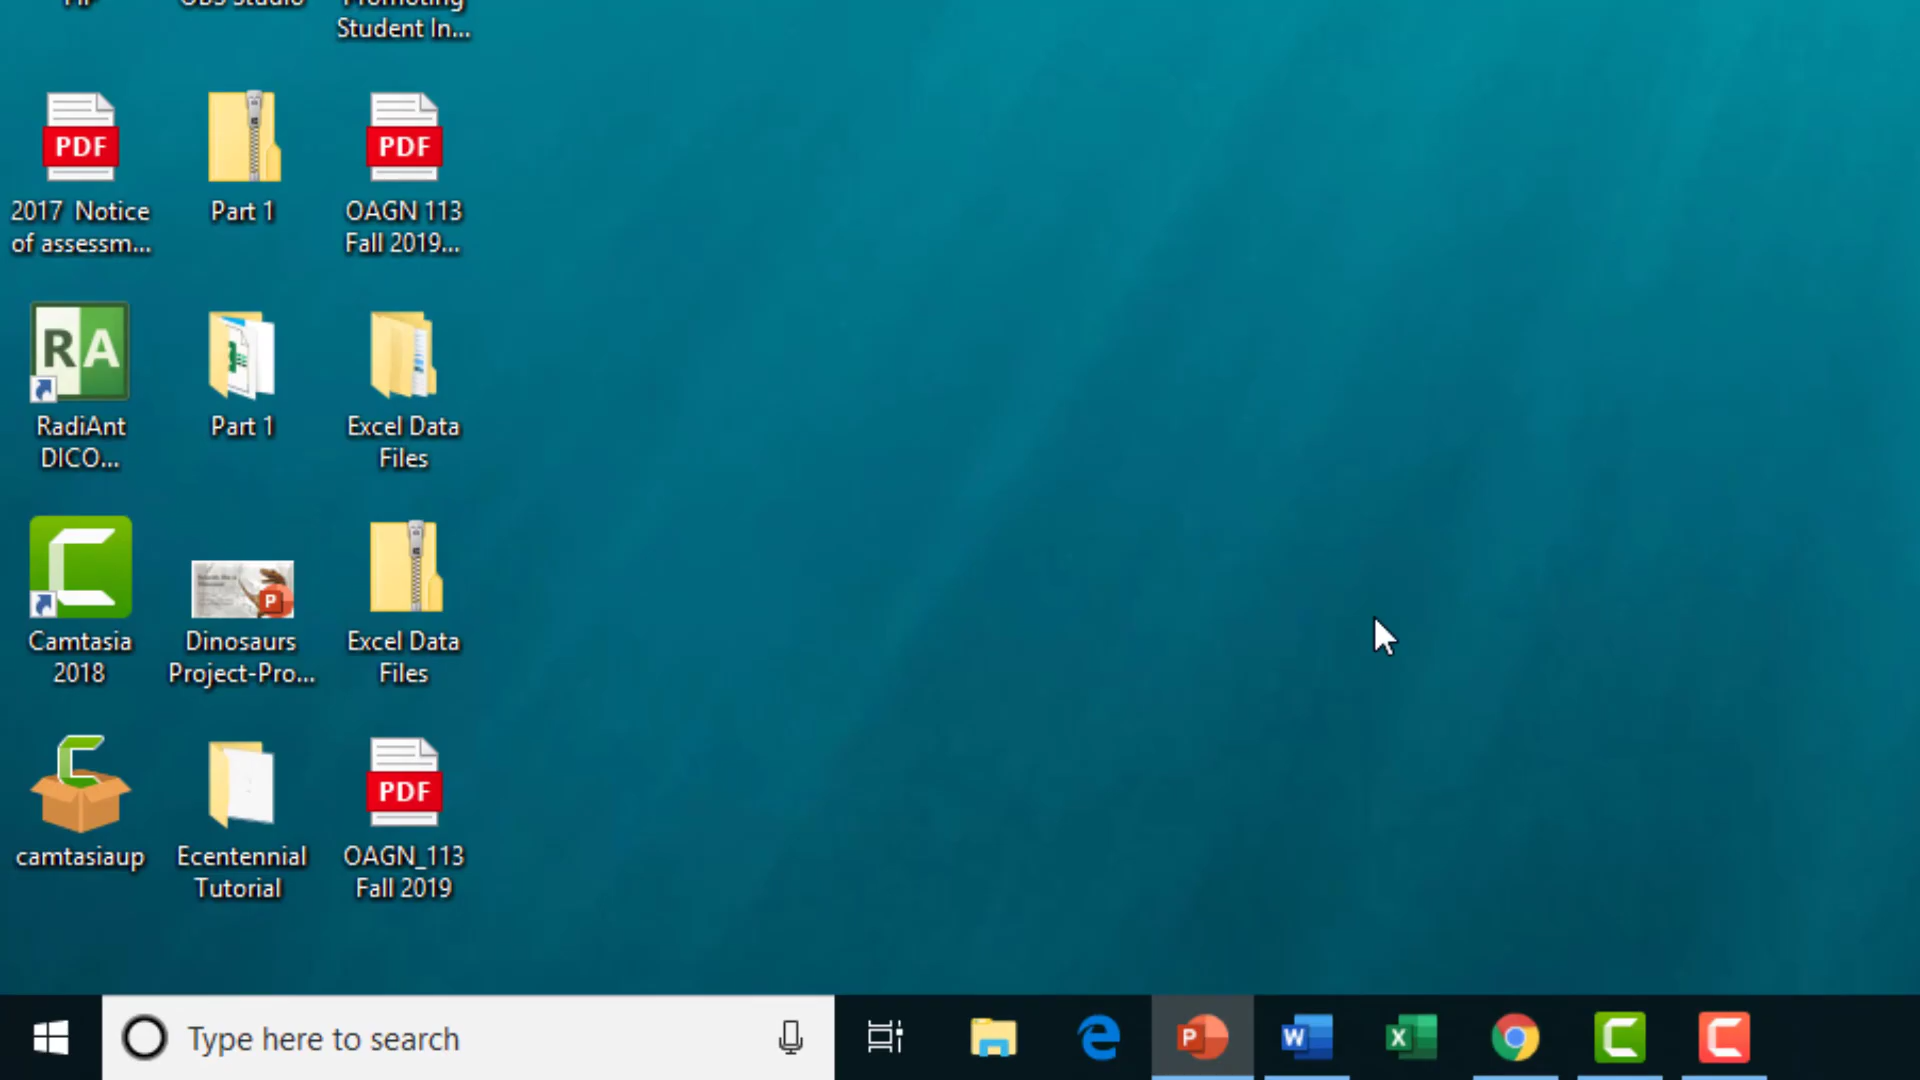 OBS Studio
Promoting
Student In...
PDF
2017 Notice
of assessm...
Part 1
PDF
OAGN 113
Fall 2019...
RA
RadiAnt
DICO...
Part 1
Excel Data
Files
Camtasia
2018
P
Dinosaurs
Project-Pro...
Excel Data
Files
camtasiaup
Ecentennial
Tutorial
PDF
OAGN_113
Fall 2019
Type here to search
P
W
X